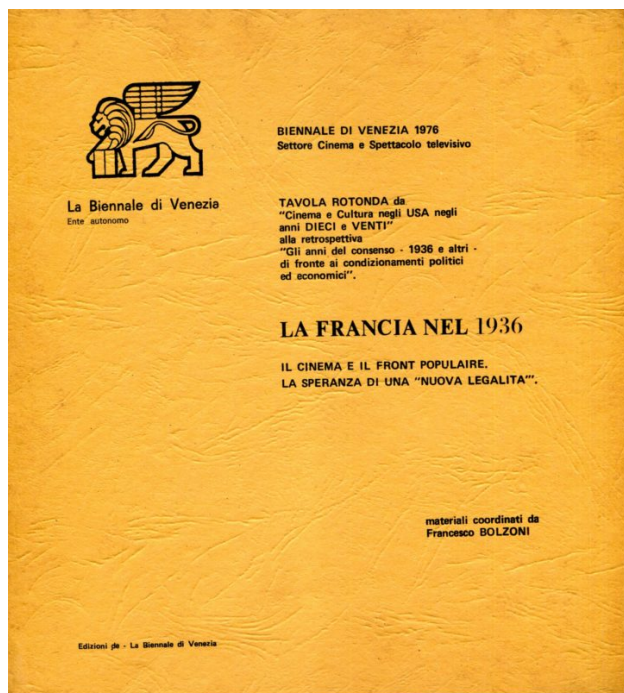 BIENNALE DI VENEZIA 1976
Settore Cinema e Spettacolo televisivo
La Biennale di Venezia
Ente autonomo
TAVOLA ROTONDA da
"Cinema e Cultura negli USA negli
anni DIECI e VENTI"
alla retrospettiva
"Gli anni del consenso - 1936 e altri -
di fronte ai condizionamenti politici
ed economici".
LA FRANCIA NEL 1936
IL CINEMA E IL FRONT POPULAIRE.
LA SPERANZA DI UNA "NUOVA LEGALITA'".
materiali coordinati da
Francesco BOLZONI
Edizioni de - La Biennale di Venezia